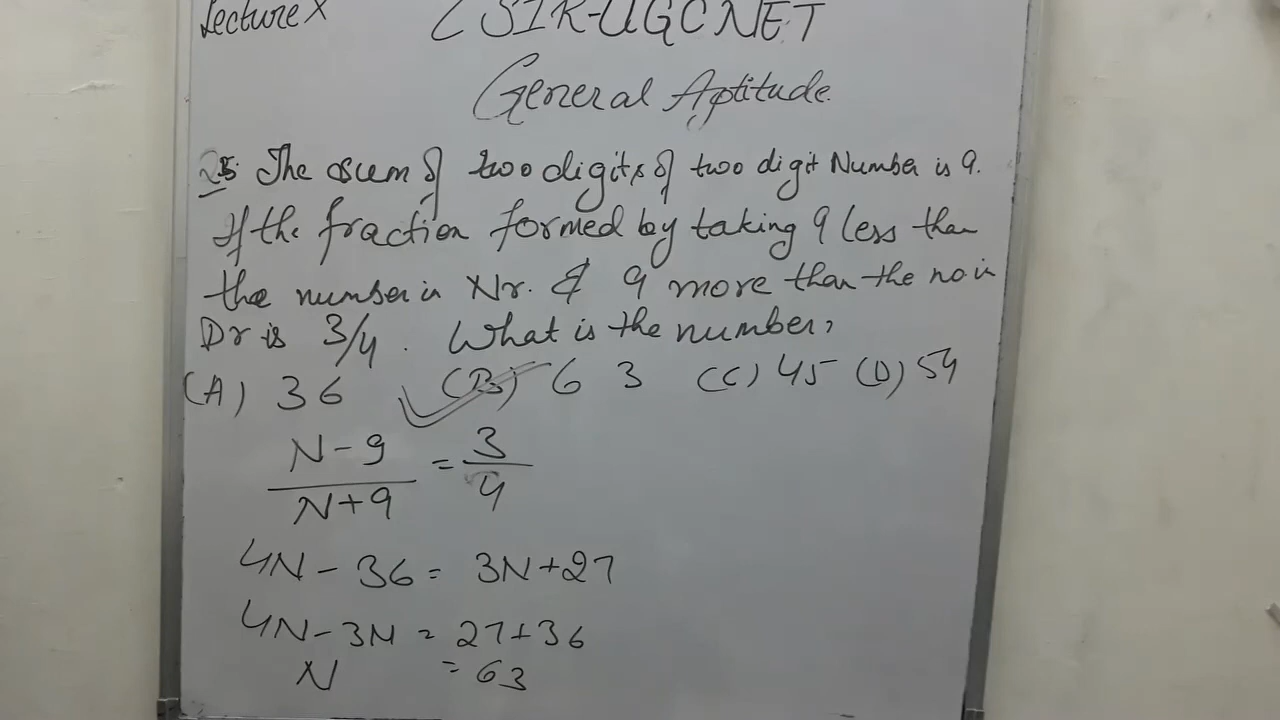 Lecture X
CSIR-UGC NET
General Aptitude.
The sum of two digits of two digit Number is 9.
If the fraction formed by taking 9 less than
the number in Nr. & 9 more than the no in
Dr is 3/4. What is the number?
(A) 36 (B) 63 (C) 45 (D) 54
N-9 = 3
N+9 4
4N-36 = 3N+27
4N-3N = 27+36
N = 63